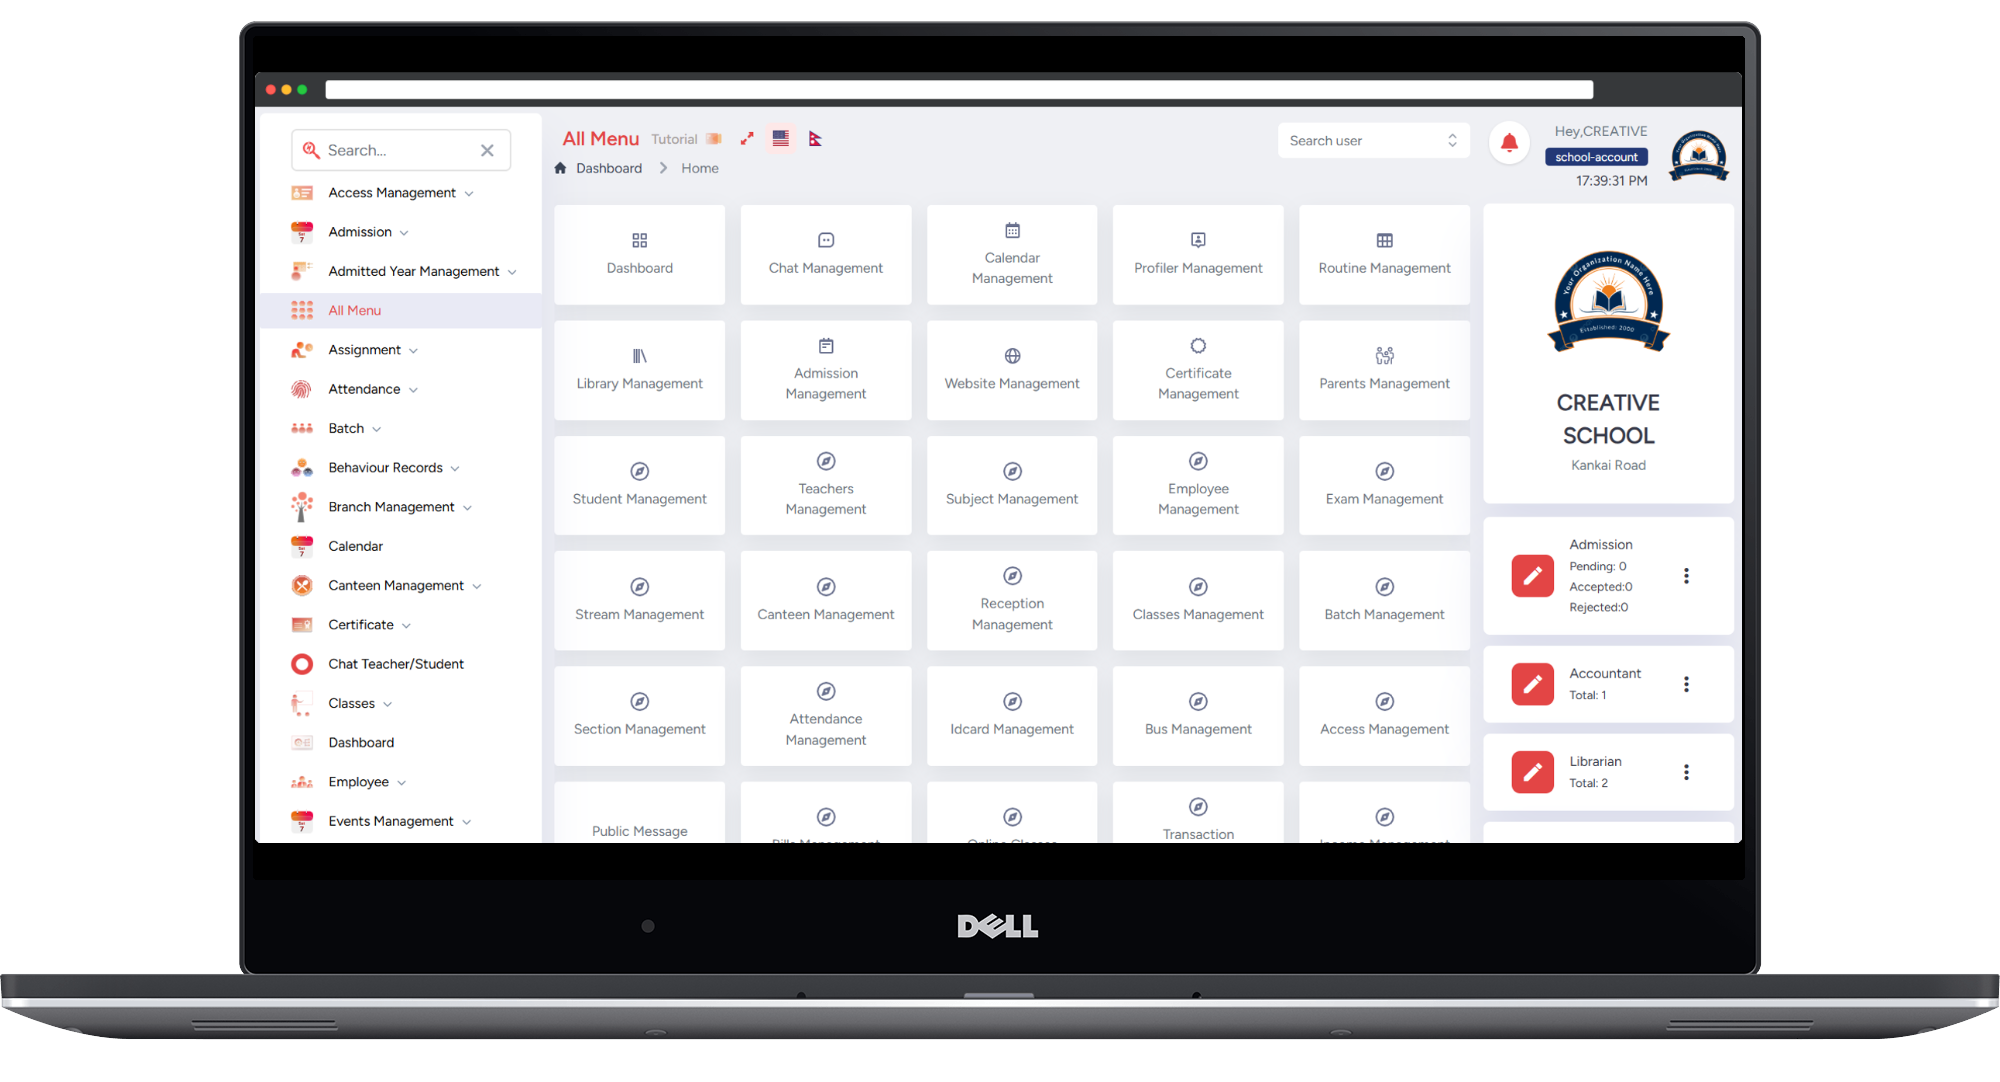 Search...
Access Management
Admission
Admitted Year Management
All Menu
Assignment
Attendance
Batch
Behaviour Records
Branch Management
Calendar
Canteen Management
Certificate
Chat Teacher/Student
Classes
Dashboard
Employee
Events Management
All Menu Tutorial
Dashboard Home
Search user
Hey,CREATIVE
school-account
17:39:31 PM
Dashboard
Chat Management
Calendar
Management
Profiler Management
Routine Management
Library Management
Admission
Management
Website Management
Certificate
Management
Parents Management
Student Management
Teachers
Management
Subject Management
Employee
Management
Exam Management
Stream Management
Canteen Management
Reception
Management
Classes Management
Batch Management
Section Management
Attendance
Management
Idcard Management
Bus Management
Access Management
Public Message
Bills Management
Online Classes
Transaction
Income Management
Your Organization Name Here
Established: 2000
CREATIVE
SCHOOL
Kankai Road
Admission
Pending: 0
Accepted:0
Rejected:0
Accountant
Total: 1
Librarian
Total: 2
DELL